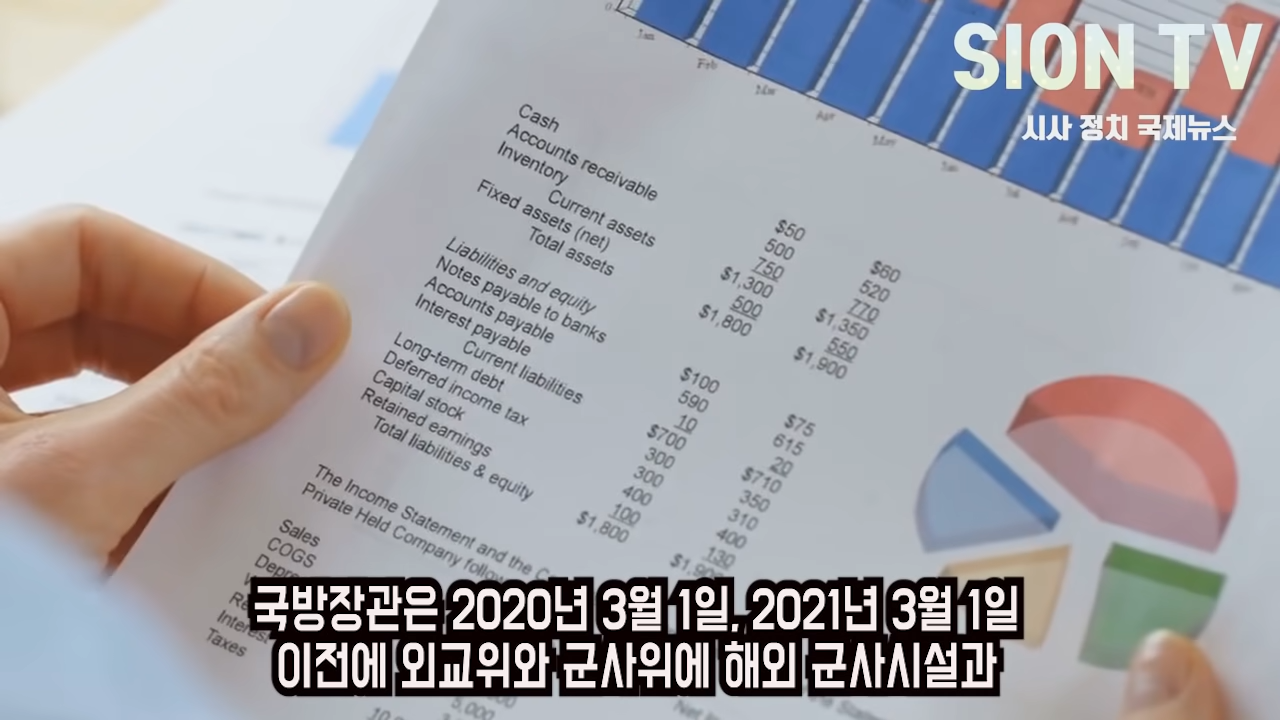 SION TV
시사 정치 국제뉴스
Jan
Feb
Cash
Accounts receivable
Inventory
Current assets
Fixed assets (net)
Total assets
Liabilities and equity
Notes payable to banks
Accounts payable
Interest payable
Current liabilities
Long-term debt
Deferred income tax
Capital stock
Retained earnings
Total liabilities & equity
$50
500
750
$1,300
500
$1,800
$60
520
770
$1,350
550
$1,900
$100
590
10
$700
300
300
400
100
$1,800
$75
615
20
$710
350
310
400
130
The Income Statement and the
Private Held Company
Sales
COGS
Taxes
국방장관은 2020년 3월 1일, 2021년 3월 1일
이전에 외교위와 군사위에 해외 군사시설과